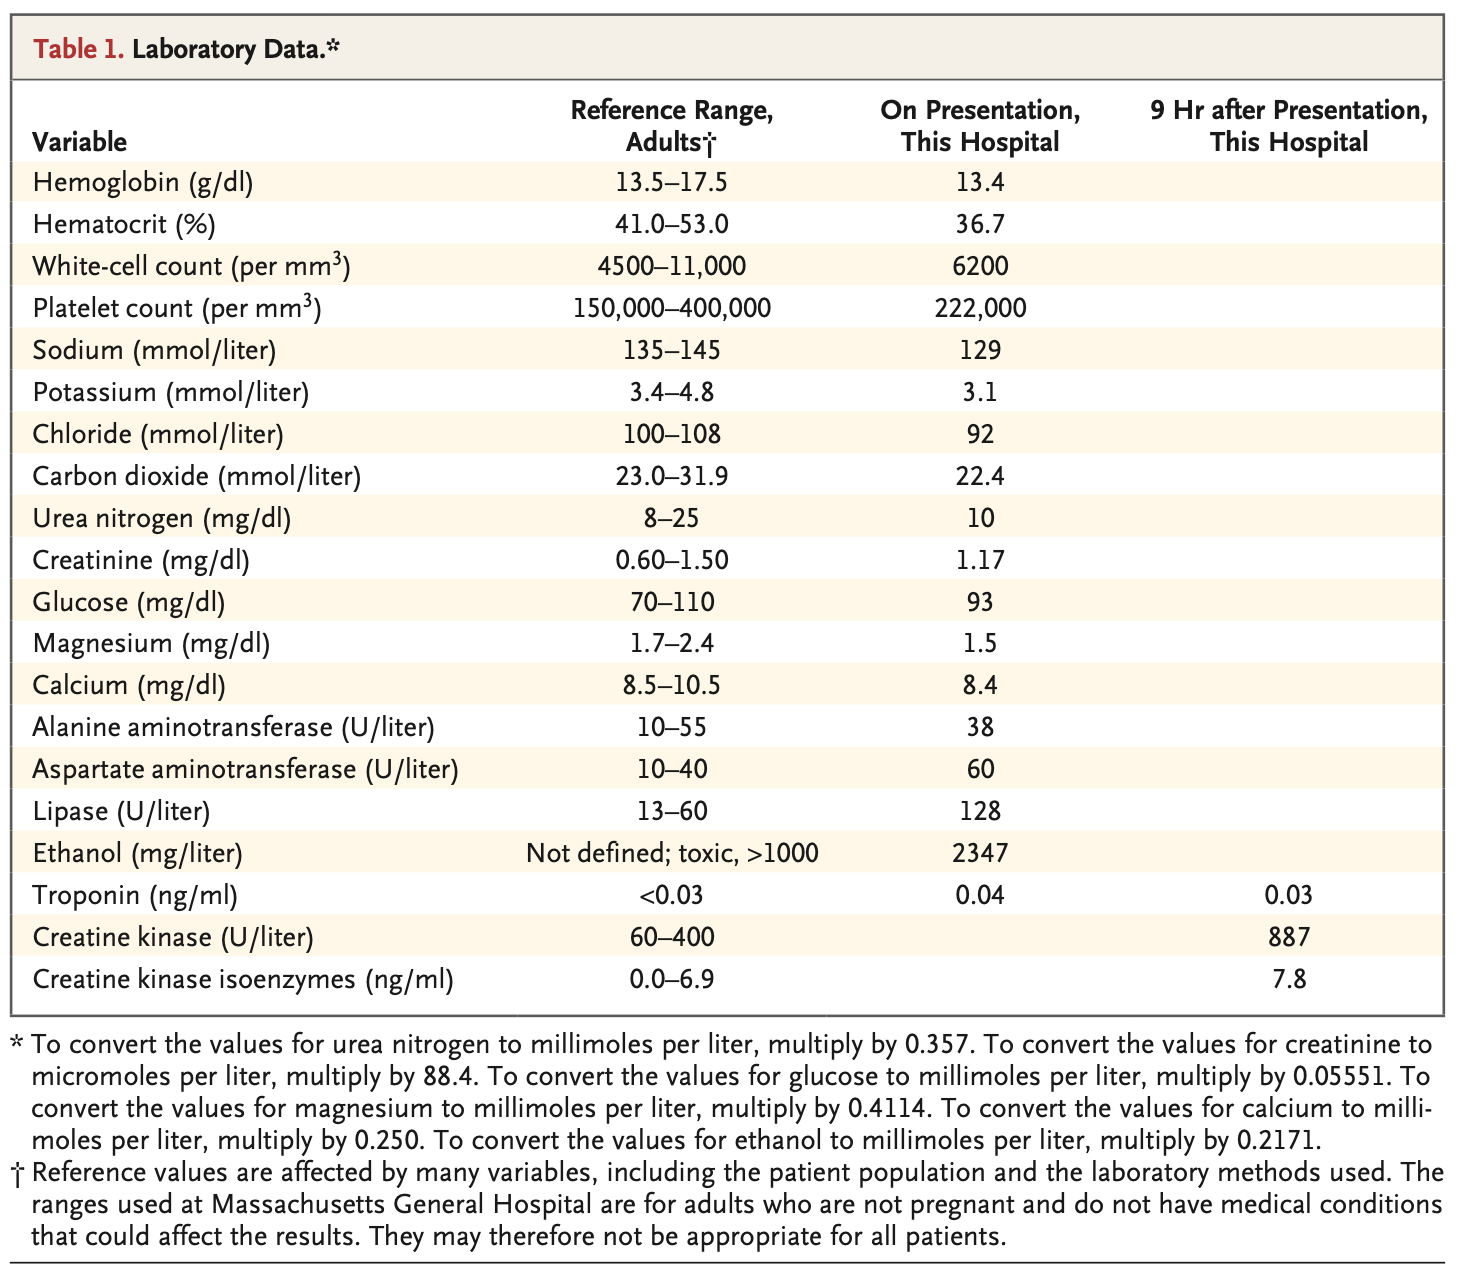 Table 1. Laboratory Data.*
Variable Reference Range, Adults† On Presentation, This Hospital 9 Hr after Presentation, This Hospital
Hemoglobin (g/dl) 13.5–17.5 13.4
Hematocrit (%) 41.0–53.0 36.7
White-cell count (per mm³) 4500–11,000 6200
Platelet count (per mm³) 150,000–400,000 222,000
Sodium (mmol/liter) 135–145 129
Potassium (mmol/liter) 3.4–4.8 3.1
Chloride (mmol/liter) 100–108 92
Carbon dioxide (mmol/liter) 23.0–31.9 22.4
Urea nitrogen (mg/dl) 8–25 10
Creatinine (mg/dl) 0.60–1.50 1.17
Glucose (mg/dl) 70–110 93
Magnesium (mg/dl) 1.7–2.4 1.5
Calcium (mg/dl) 8.5–10.5 8.4
Alanine aminotransferase (U/liter) 10–55 38
Aspartate aminotransferase (U/liter) 10–40 60
Lipase (U/liter) 13–60 128
Ethanol (mg/liter) Not defined; toxic, >1000 2347
Troponin (ng/ml) <0.03 0.04 0.03
Creatine kinase (U/liter) 60–400 887
Creatine kinase isoenzymes (ng/ml) 0.0–6.9 7.8
* To convert the values for urea nitrogen to millimoles per liter, multiply by 0.357. To convert the values for creatinine to
micromoles per liter, multiply by 88.4. To convert the values for glucose to millimoles per liter, multiply by 0.05551. To
convert the values for magnesium to millimoles per liter, multiply by 0.4114. To convert the values for calcium to milli-
moles per liter, multiply by 0.250. To convert the values for ethanol to millimoles per liter, multiply by 0.2171.
† Reference values are affected by many variables, including the patient population and the laboratory methods used. The
ranges used at Massachusetts General Hospital are for adults who are not pregnant and do not have medical conditions
that could affect the results. They may therefore not be appropriate for all patients.